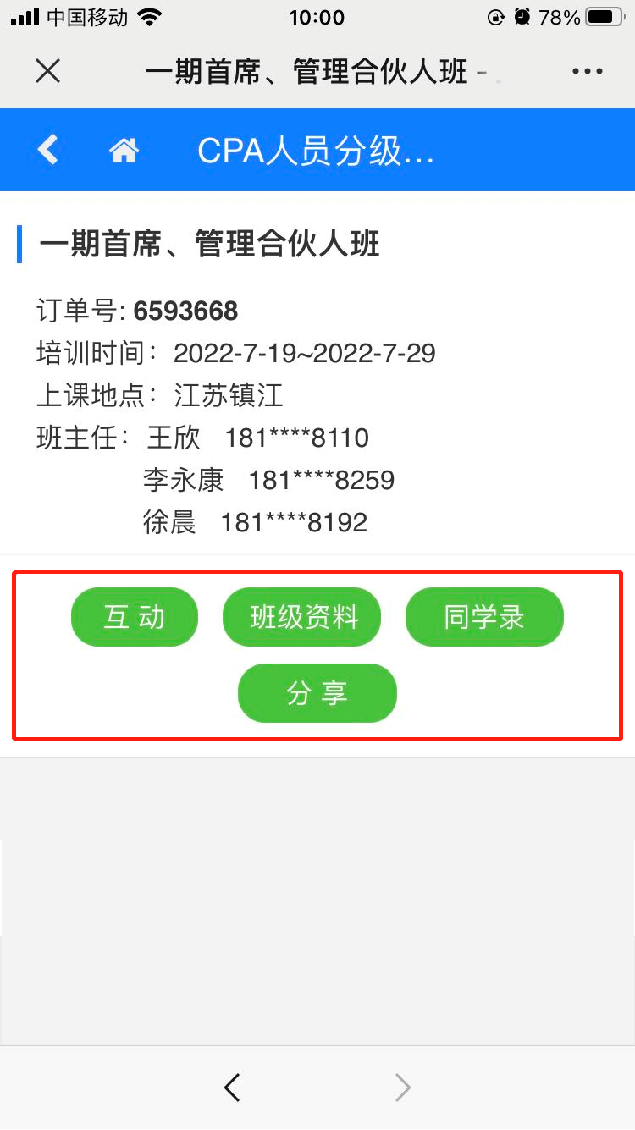 中国移动 10:00 78%
一期首席、管理合伙人班 -
CPA人员分级...
一期首席、管理合伙人班
订单号: 6593668
培训时间：2022-7-19~2022-7-29
上课地点：江苏镇江
班主任：王欣 181****8110
李永康 181****8259
徐晨 181****8192
互 动 班级资料 同学录
分 享